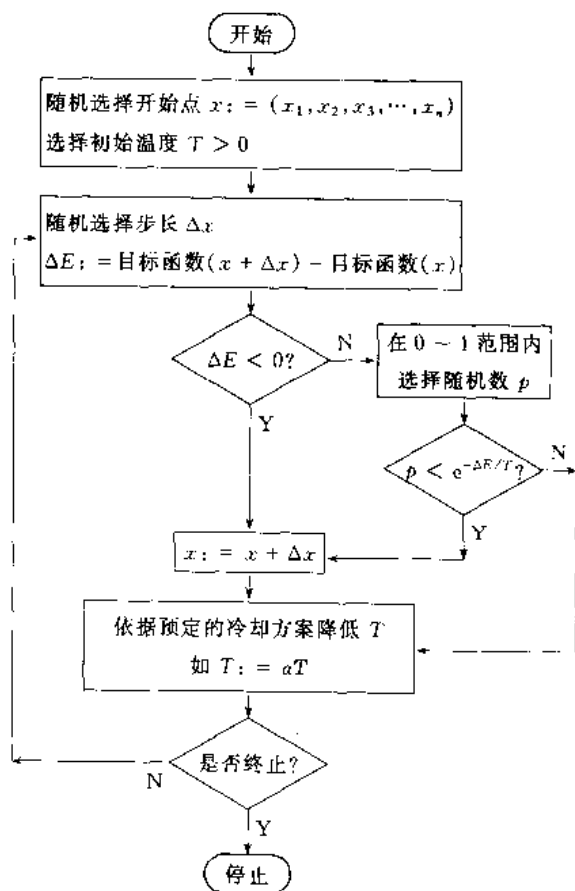 开始
随机选择开始点 x: = (x₁, x₂, x₃, ⋯, xₙ)
选择初始温度 T > 0
随机选择步长 Δx
ΔE: =目标函数(x + Δx) - 目标函数(x)
ΔE < 0?
N
在 0 ~ 1 范围内
选择随机数 p
Y
p < e^{-ΔE/T}?
N
Y
x: = x + Δx
依据预定的冷却方案降低 T
如 T: = aT
是否终止?
N
Y
停止